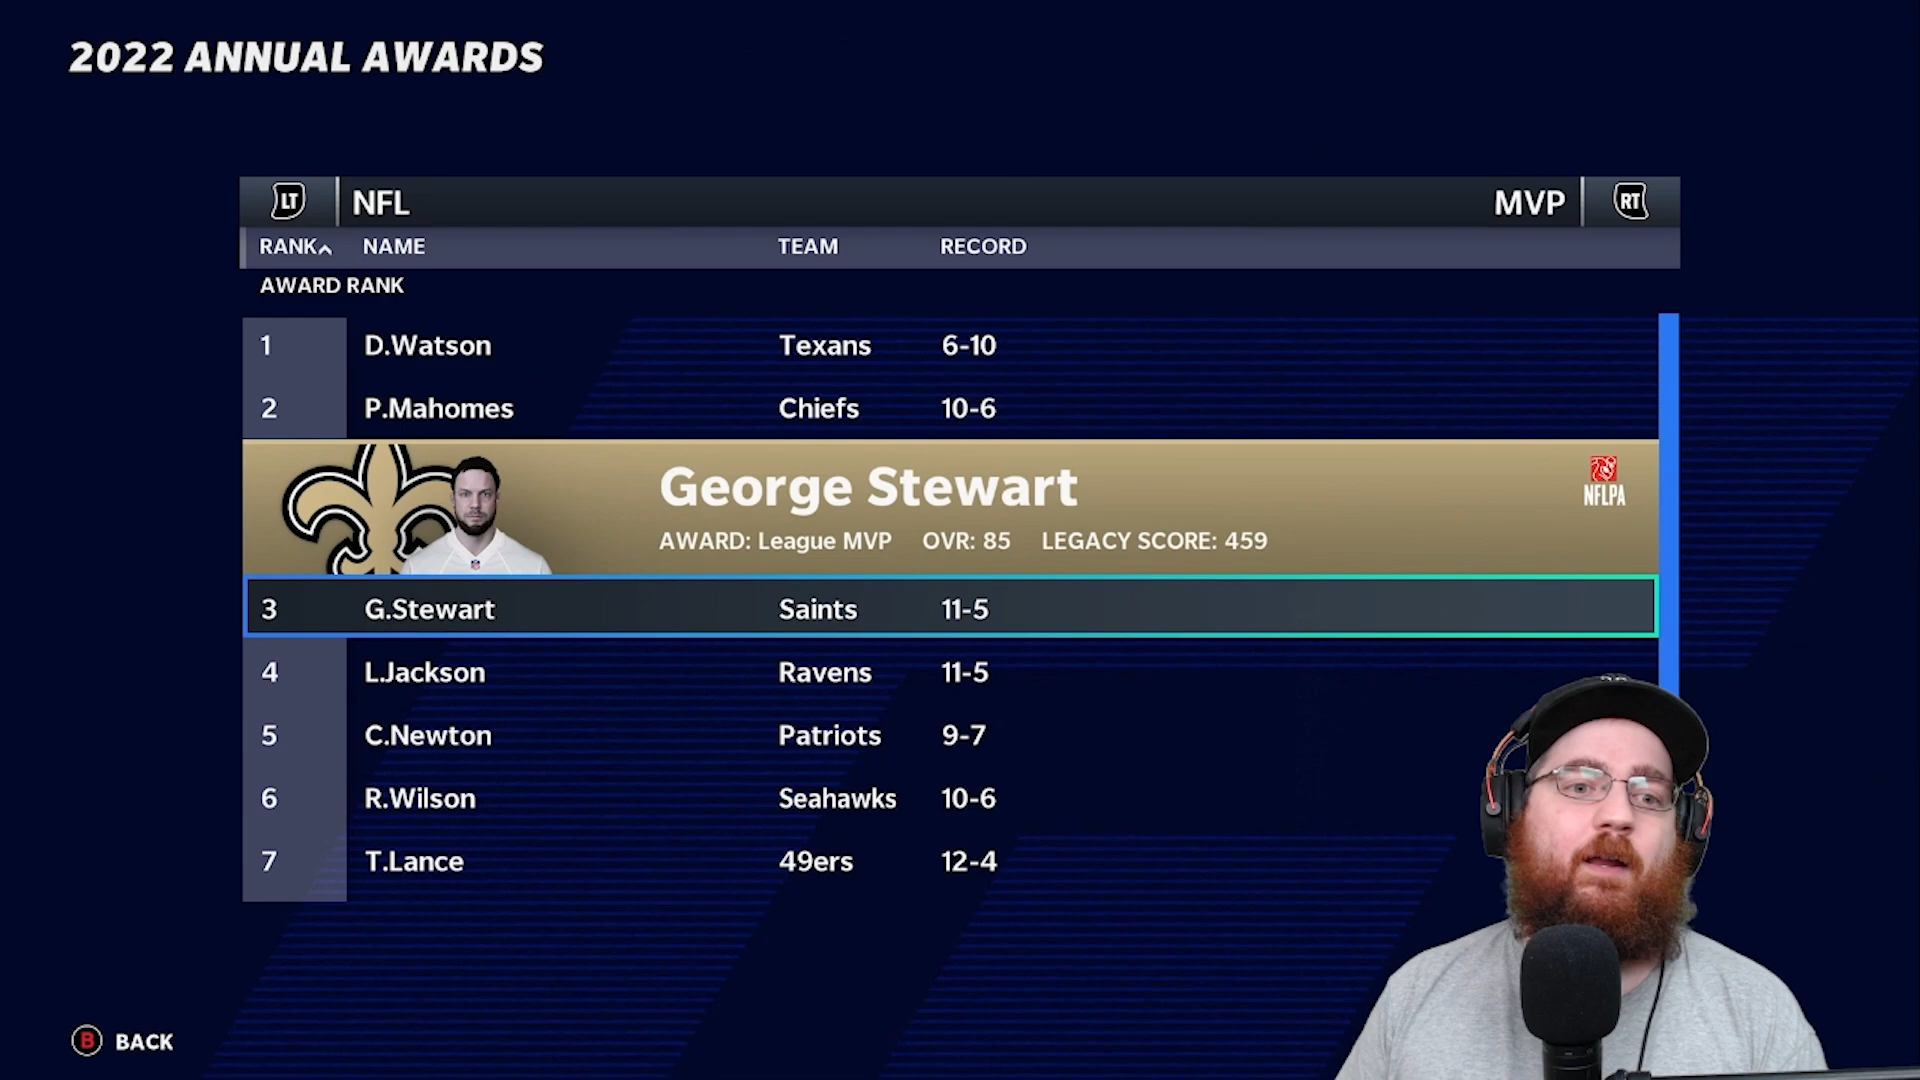 2022 ANNUAL AWARDS
LT NFL MVP RT
RANK NAME TEAM RECORD
AWARD RANK
1 D.Watson Texans 6-10
2 P.Mahomes Chiefs 10-6
George Stewart
NFLPA
AWARD: League MVP OVR: 85 LEGACY SCORE: 459
3 G.Stewart Saints 11-5
4 L.Jackson Ravens 11-5
5 C.Newton Patriots 9-7
6 R.Wilson Seahawks 10-6
7 T.Lance 49ers 12-4
B BACK